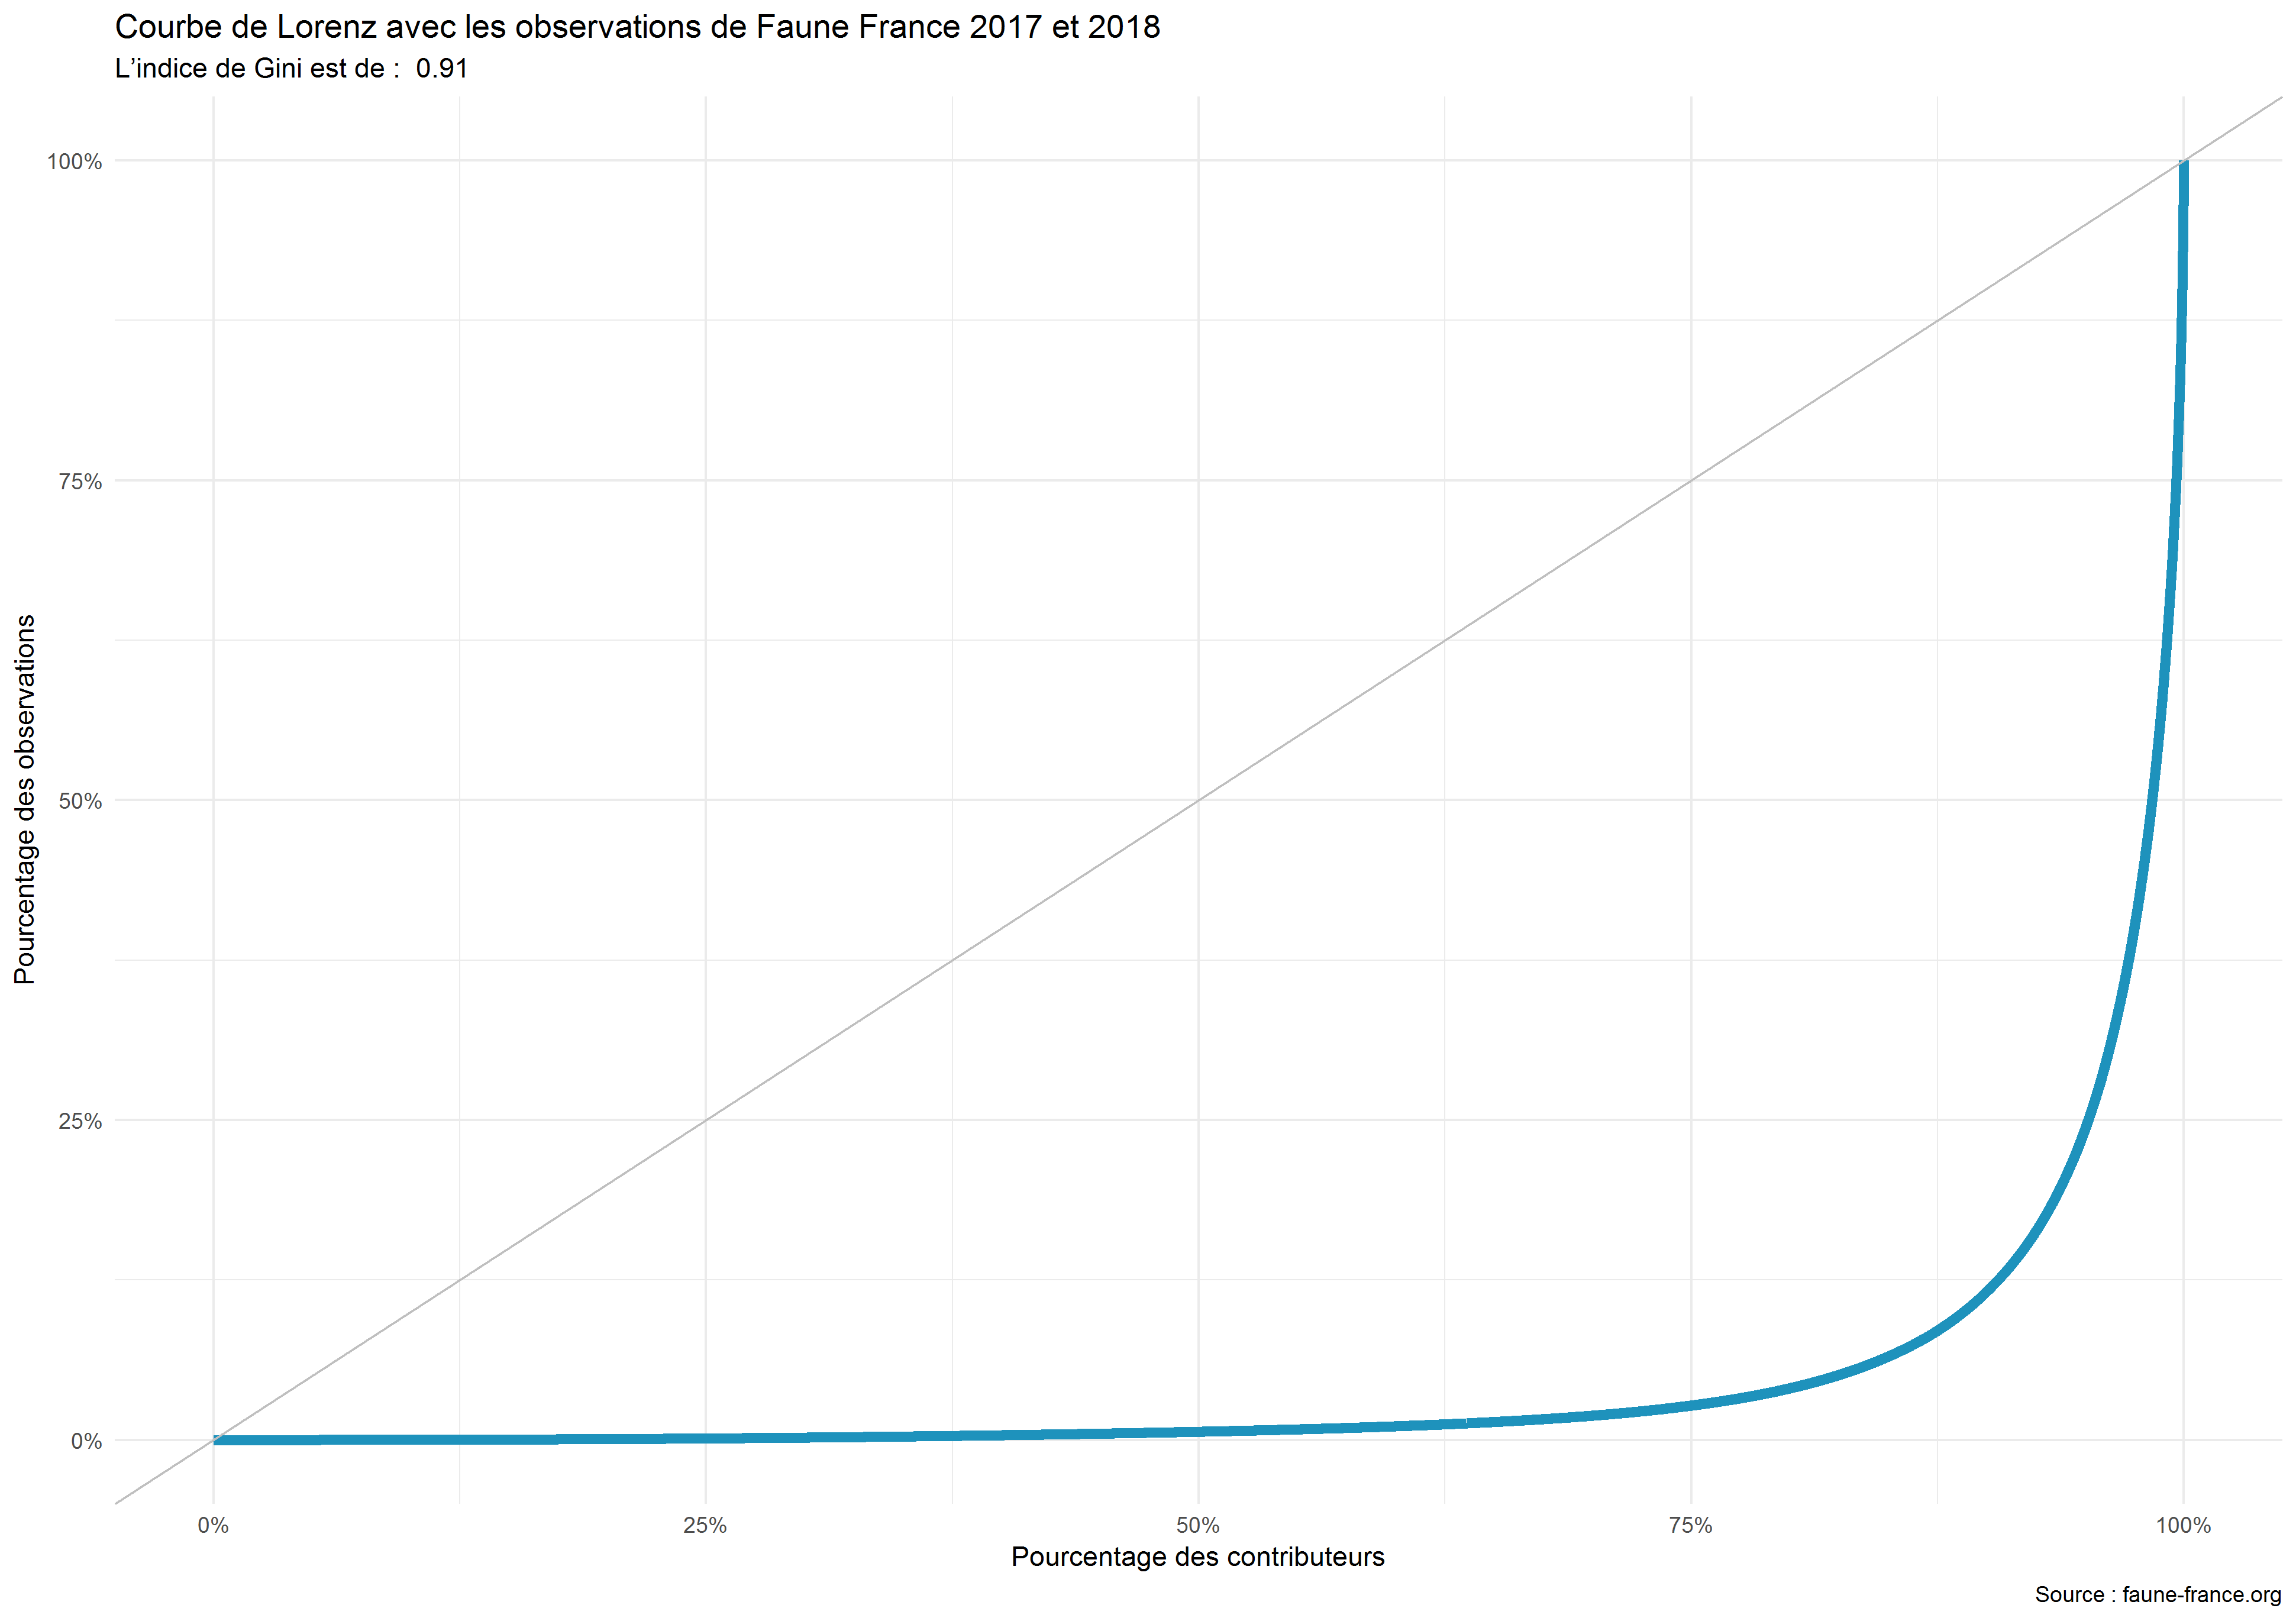 Courbe de Lorenz avec les observations de Faune France 2017 et 2018
L’indice de Gini est de :  0.91
100%
75%
50%
25%
0%
Pourcentage des observations
0%
25%
50%
75%
100%
Pourcentage des contributeurs
Source : faune-france.org